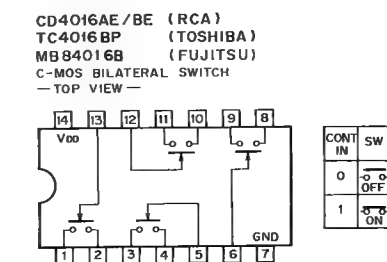 CD4016AE/BE (RCA)
TC4016BP (TOSHIBA)
MB84016B (FUJITSU)
C-MOS BILATERAL SWITCH
— TOP VIEW —
14 13 12 11 10 9 8
VDD
GND
1 2 3 4 5 6 7
CONT IN SW
0 OFF
1 ON